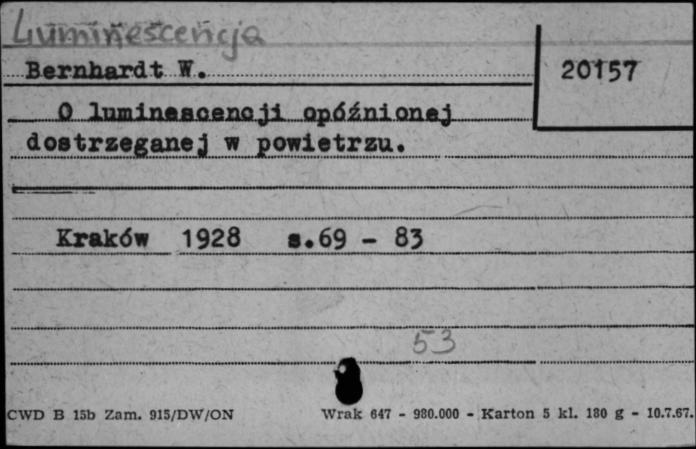 Luminescencja
Bernhardt W.
20157
O luminescencji opóźnionej
dostrzeganej w powietrzu.
Kraków 1928 s.69 - 83
53
CWD B 15b Zam. 915/DW/ON Wrak 647 - 980.000 - Karton 5 kl. 180 g - 10.7.67.